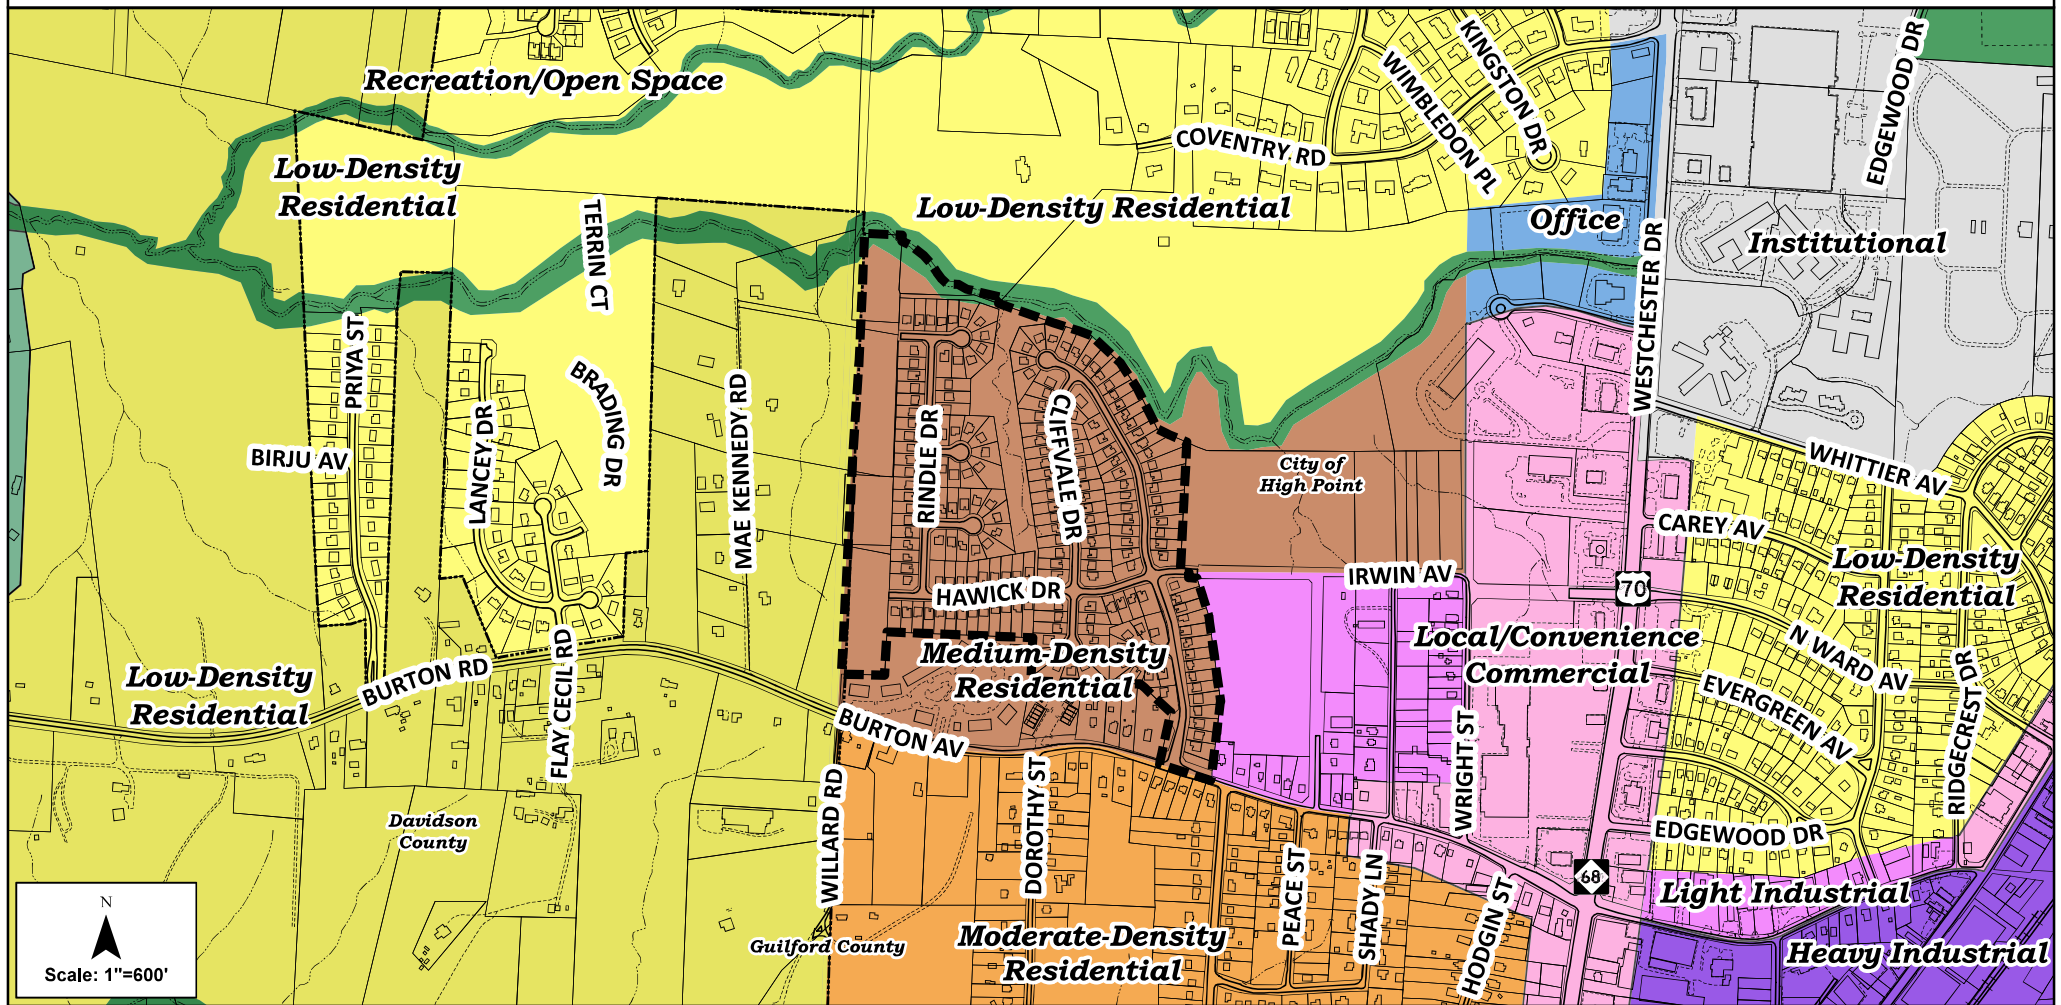 KINGSTON DR
WIMBLEDON PL
EDGEWOOD DR
Recreation/Open Space
COVENTRY RD
Low-Density
Residential
Low-Density Residential
Office
Institutional
TERRIN CT
WESTCHESTER DR
PRIYA ST
BRADING DR
MAE KENNEDY RD
LANCEY DR
BIRJU AV
RINDLE DR
CLIFFVALE DR
City of
High Point
WHITTIER AV
CAREY AV
Low-Density
Residential
IRWIN AV
70
HAWICK DR
Local/Convenience
Commercial
N WARD AV
Medium-Density
Residential
Low-Density
Residential
BURTON RD
FLAY CECIL RD
EVERGREEN AV
RIDGECREST DR
BURTON AV
WRIGHT ST
WILLARD RD
DOROTHY ST
Davidson
County
EDGEWOOD DR
PEACE ST
SHADY LN
68
HODGIN ST
Light Industrial
Guilford County
Moderate-Density
Residential
Heavy Industrial
N
Scale: 1"=600'